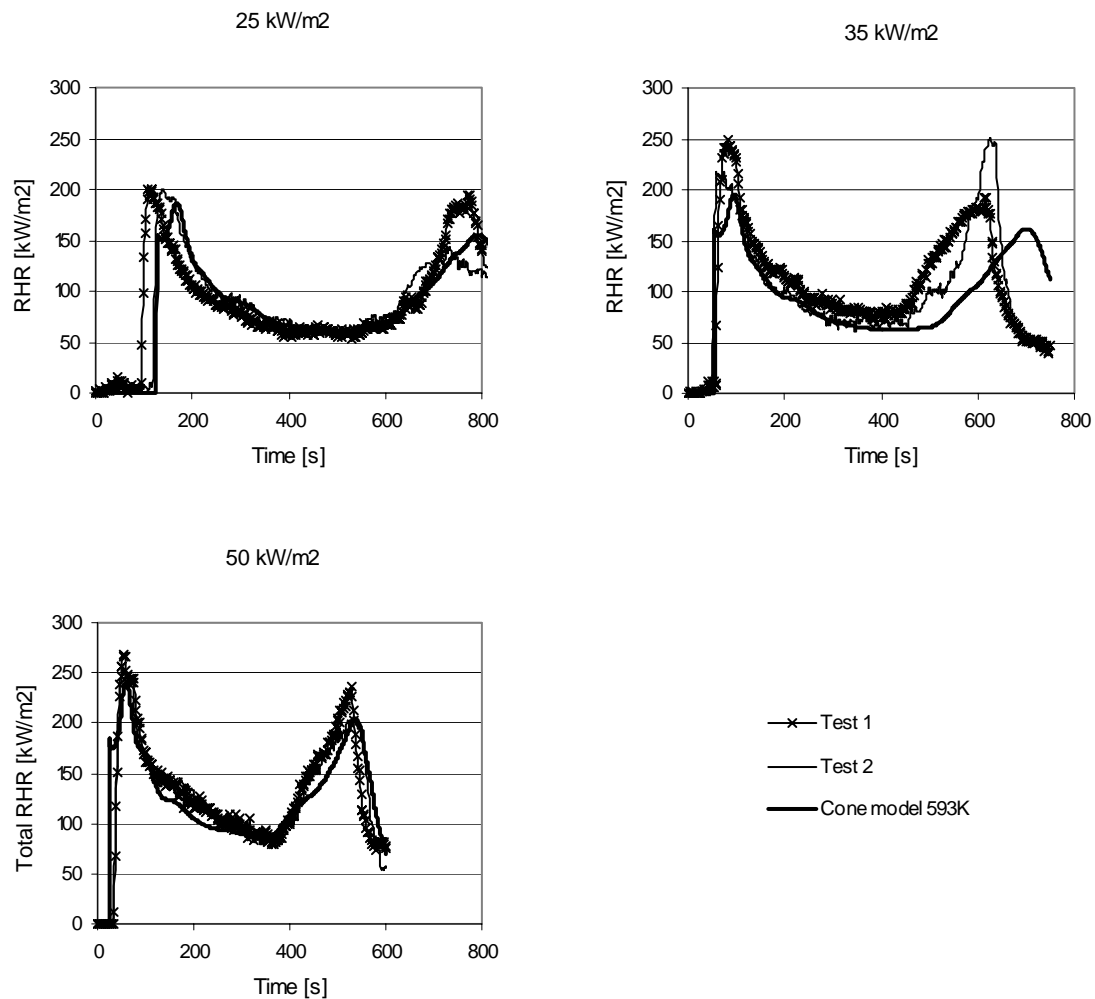 25 kW/m2
300
250
200
150
100
50
0
RHR [kW/m2]
0 200 400 600 800
Time [s]
35 kW/m2
300
250
200
150
100
50
0
RHR [kW/m2]
0 200 400 600 800
Time [s]
50 kW/m2
300
250
200
150
100
50
0
Total RHR [kW/m2]
0 200 400 600 800
Time [s]
Test 1
Test 2
Cone model 593K